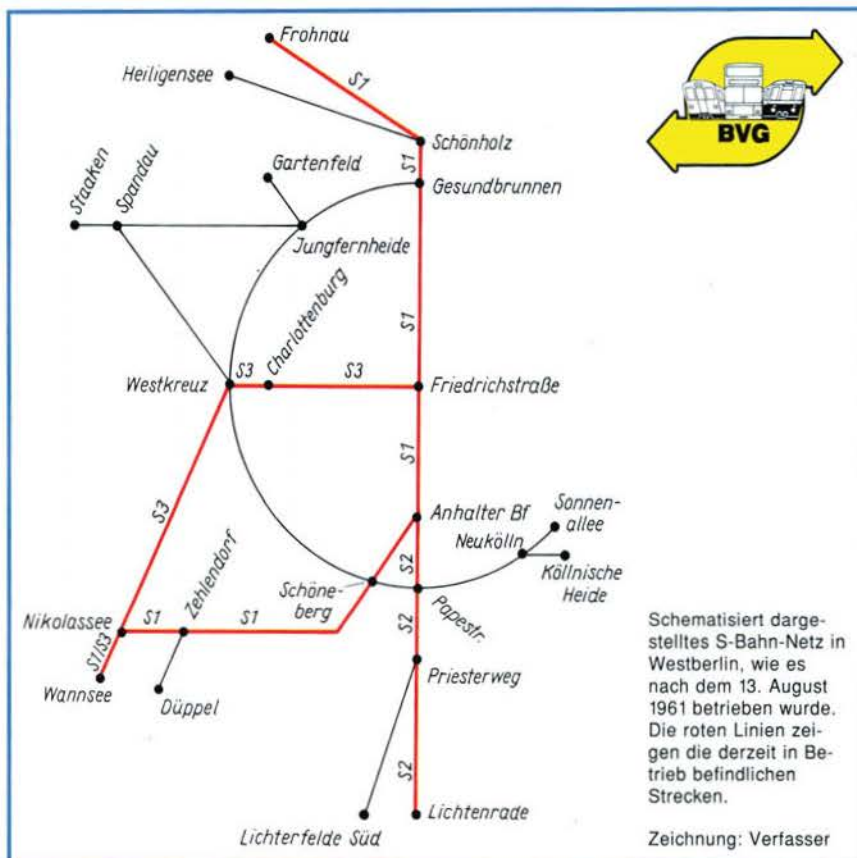 Frohnau
Heiligensee
S1
BVG
Schönholz
Gartenfeld
S1
Staaken
Spandau
Gesundbrunnen
Jungfernheide
Charlottenburg
S1
S3
S3
Westkreuz
Friedrichstraße
S1
S3
Anhalter Bf
Sonnen-
allee
Neukölln
S2
Köllnische
Heide
Zehlendorf
Schöne-
berg
Papestr.
Nikolassee
S1
S1
S2
S1/S3
Wannsee
Düppel
Priesterweg
S2
Lichtenrade
Lichterfelde Süd
Schematisiert darge-
stelltes S-Bahn-Netz in
Westberlin, wie es
nach dem 13. August
1961 betrieben wurde.
Die roten Linien zei-
gen die derzeit in Be-
trieb befindlichen
Strecken.
Zeichnung: Verfasser